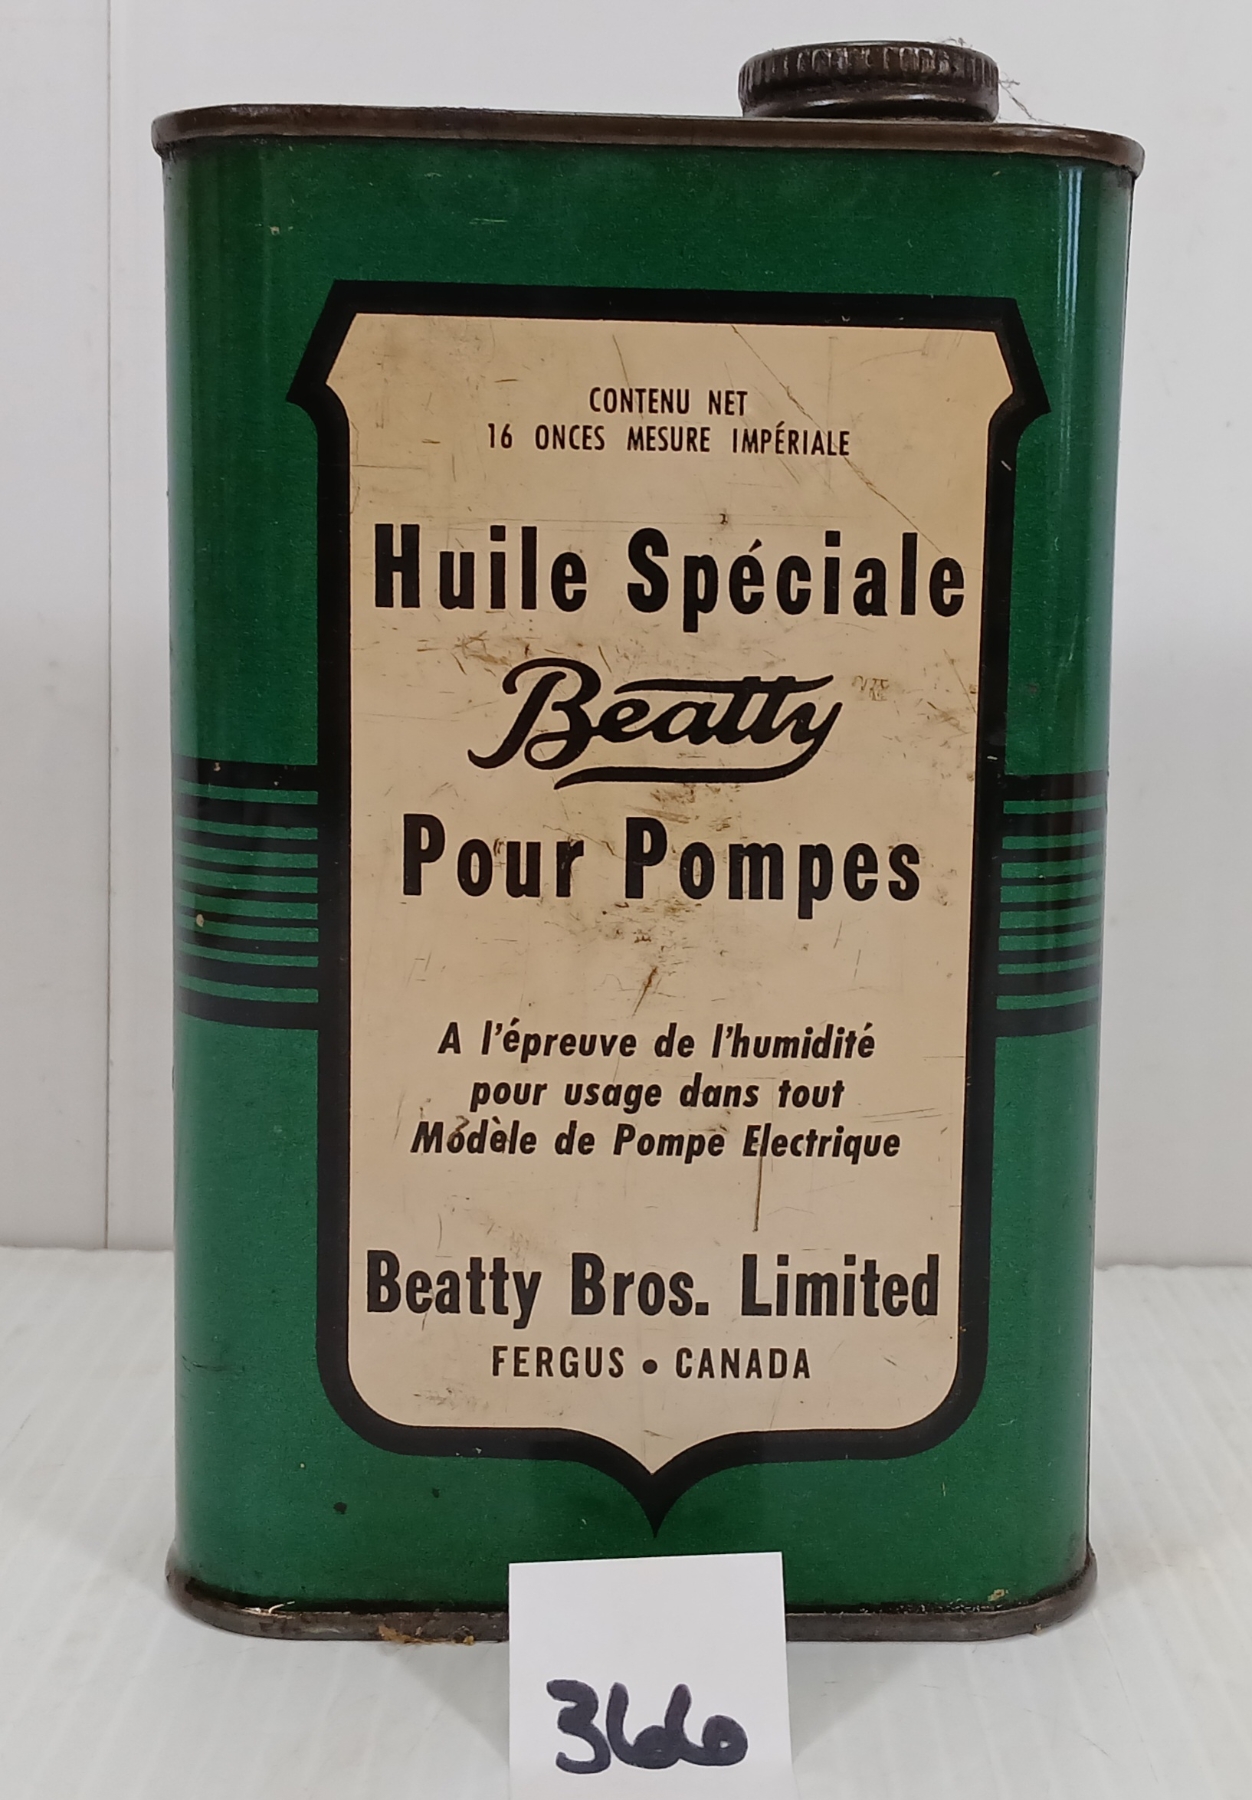 CONTENU NET
16 ONCES MESURE IMPÉRIALE
Huile Spéciale
Beatty
Pour Pompes
A l'épreuve de l'humidité
pour usage dans tout
Modèle de Pompe Electrique
Beatty Bros. Limited
FERGUS • CANADA
366